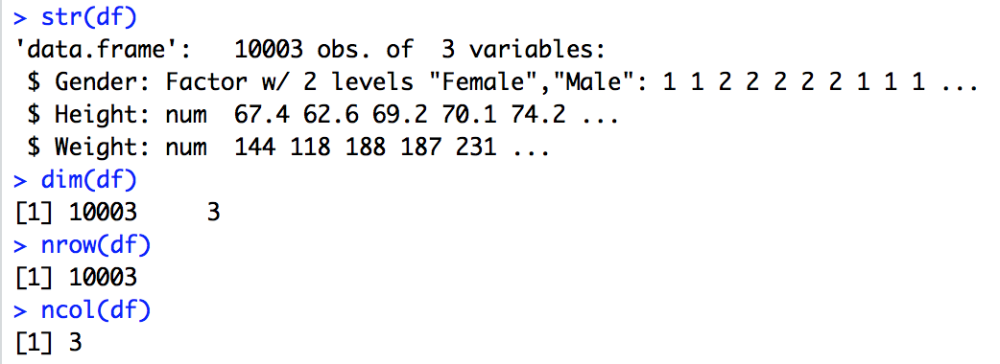 > str(df)
'data.frame':   10003 obs. of  3 variables:
 $ Gender: Factor w/ 2 levels "Female","Male": 1 1 2 2 2 2 2 1 1 1 ...
 $ Height: num  67.4 62.6 69.2 70.1 74.2 ...
 $ Weight: num  144 118 188 187 231 ...
> dim(df)
[1] 10003     3
> nrow(df)
[1] 10003
> ncol(df)
[1] 3